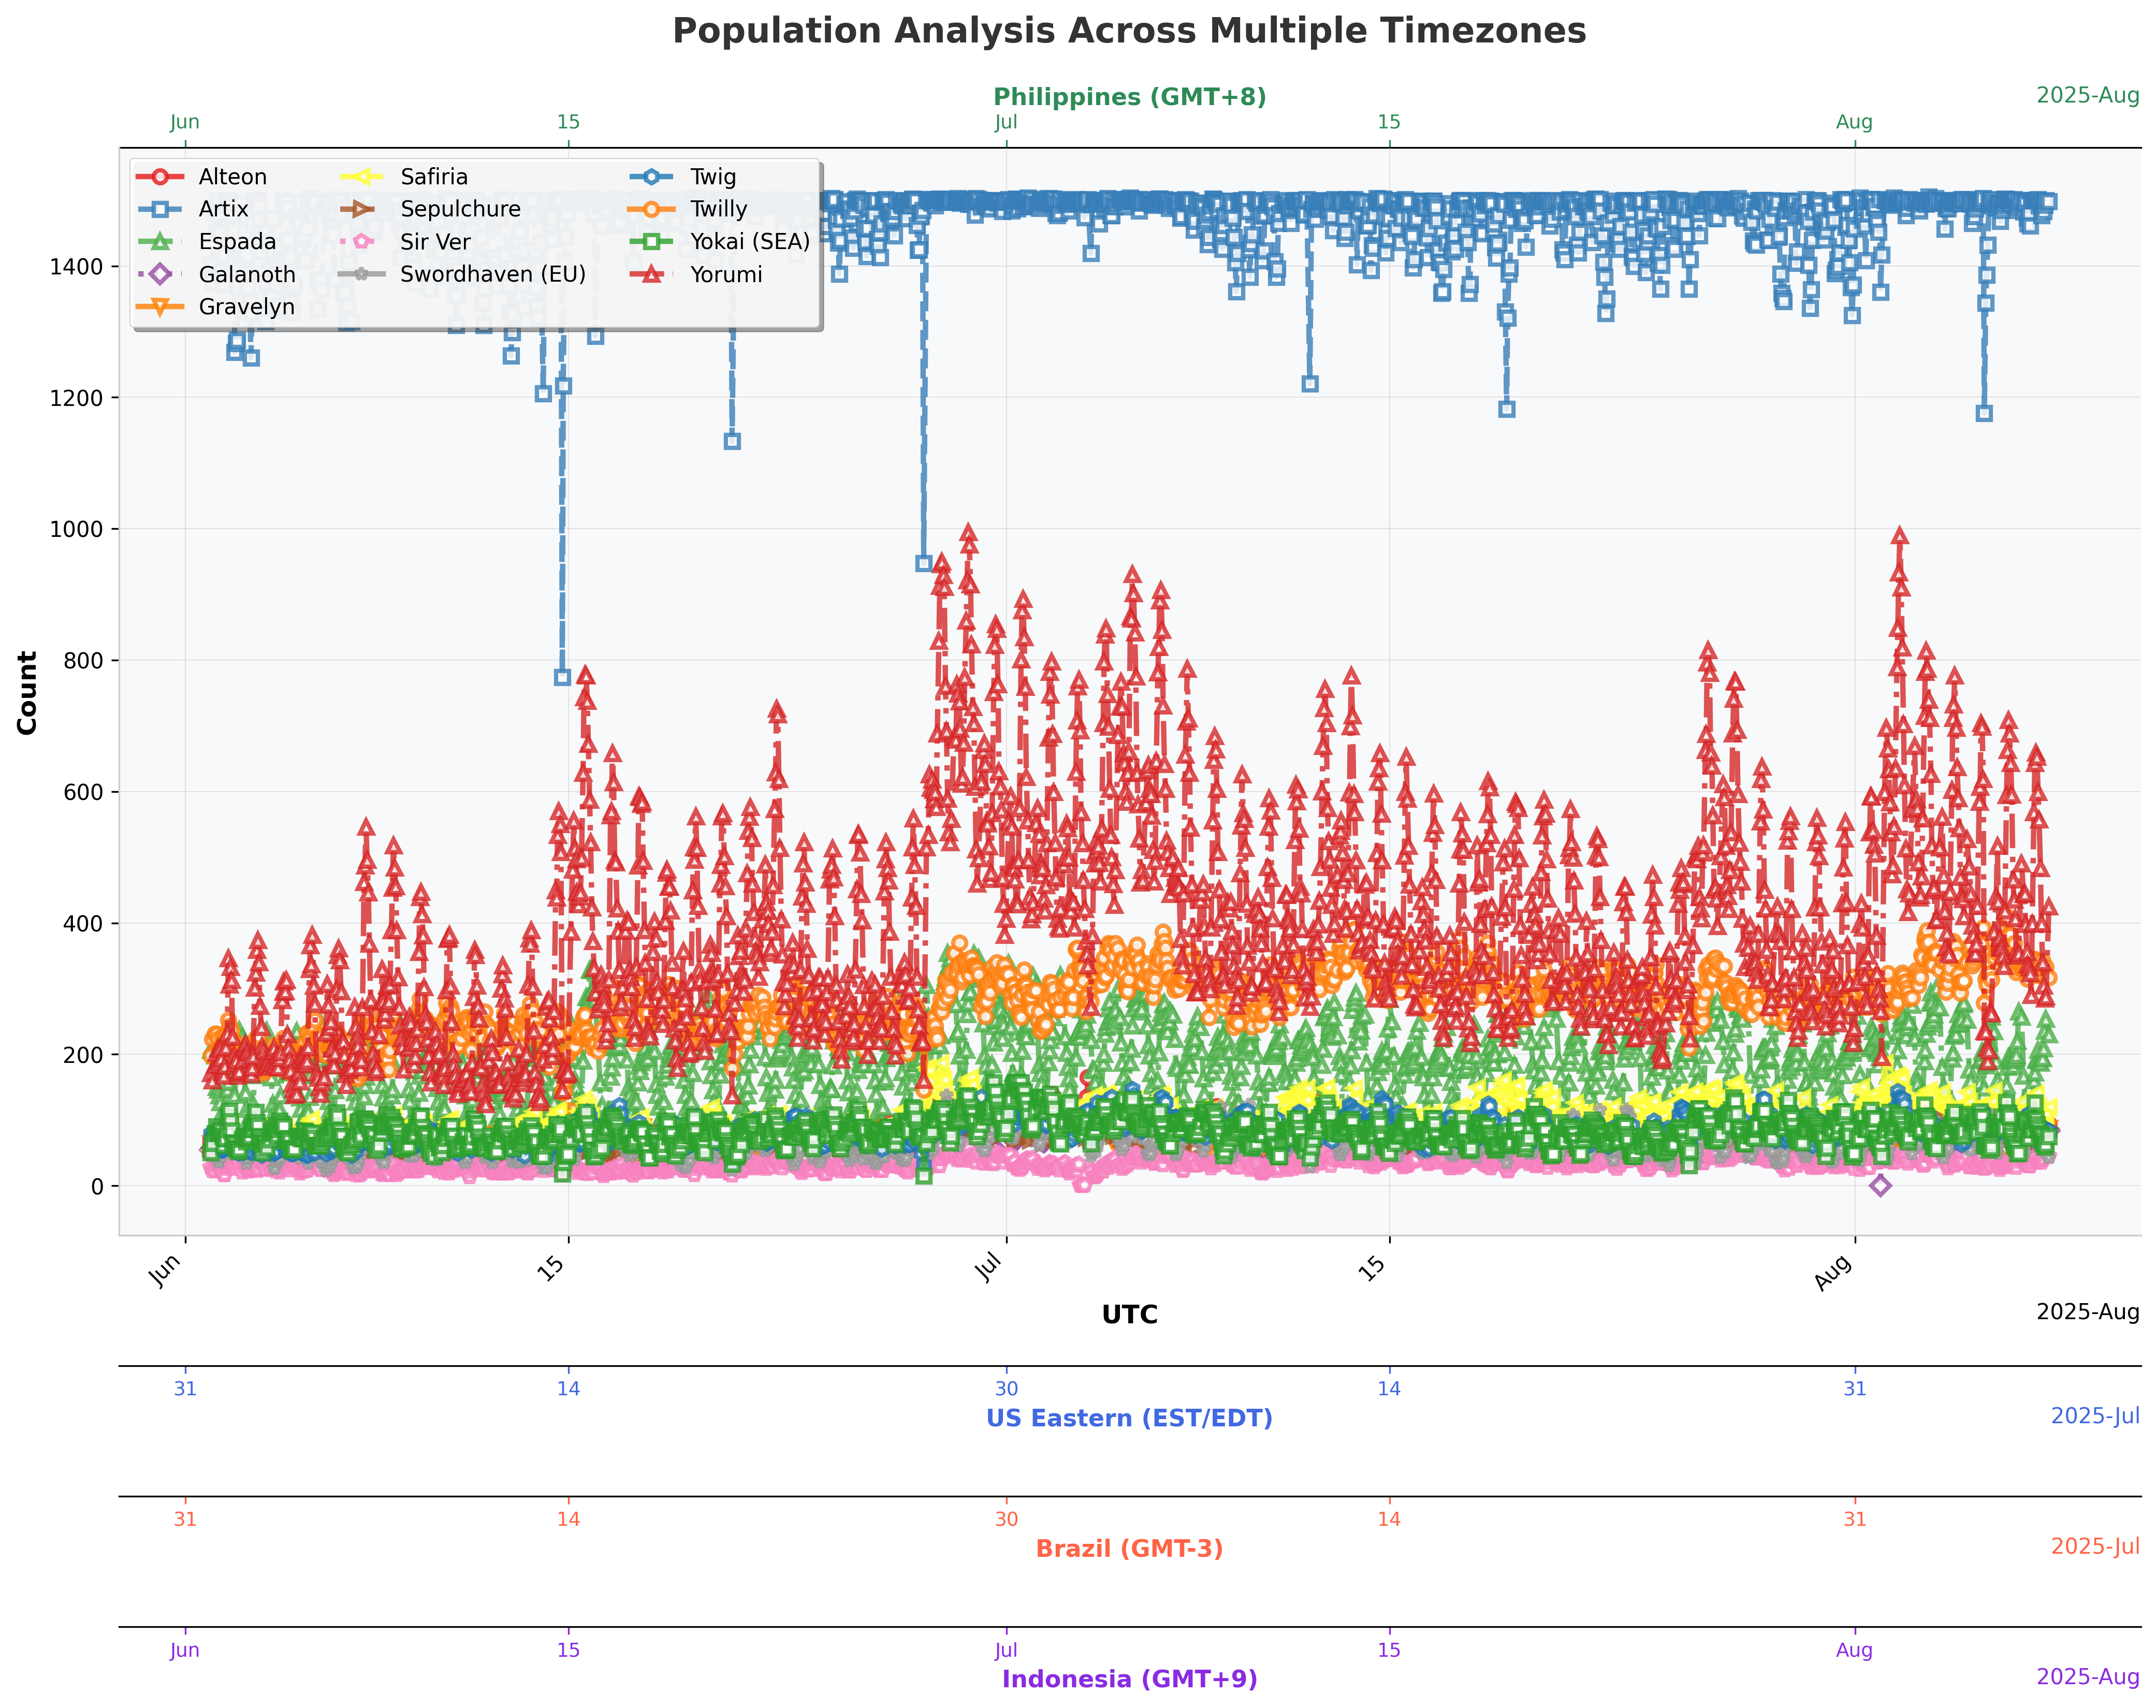 Population Analysis Across Multiple Timezones
Philippines (GMT+8)
2025-Aug
Jun 15 Jul 15 Aug
Alteon
Artix
Espada
Galanoth
Gravelyn
Safiria
Sepulchure
Sir Ver
Swordhaven (EU)
Twig
Twilly
Yokai (SEA)
Yorumi
Count
1400
1200
1000
800
600
400
200
0
Jun 15 Jul 15 Aug
UTC
2025-Aug
31 14 30 14 31
US Eastern (EST/EDT)
2025-Jul
31 14 30 14 31
Brazil (GMT-3)
2025-Jul
Jun 15 Jul 15 Aug
Indonesia (GMT+9)
2025-Aug